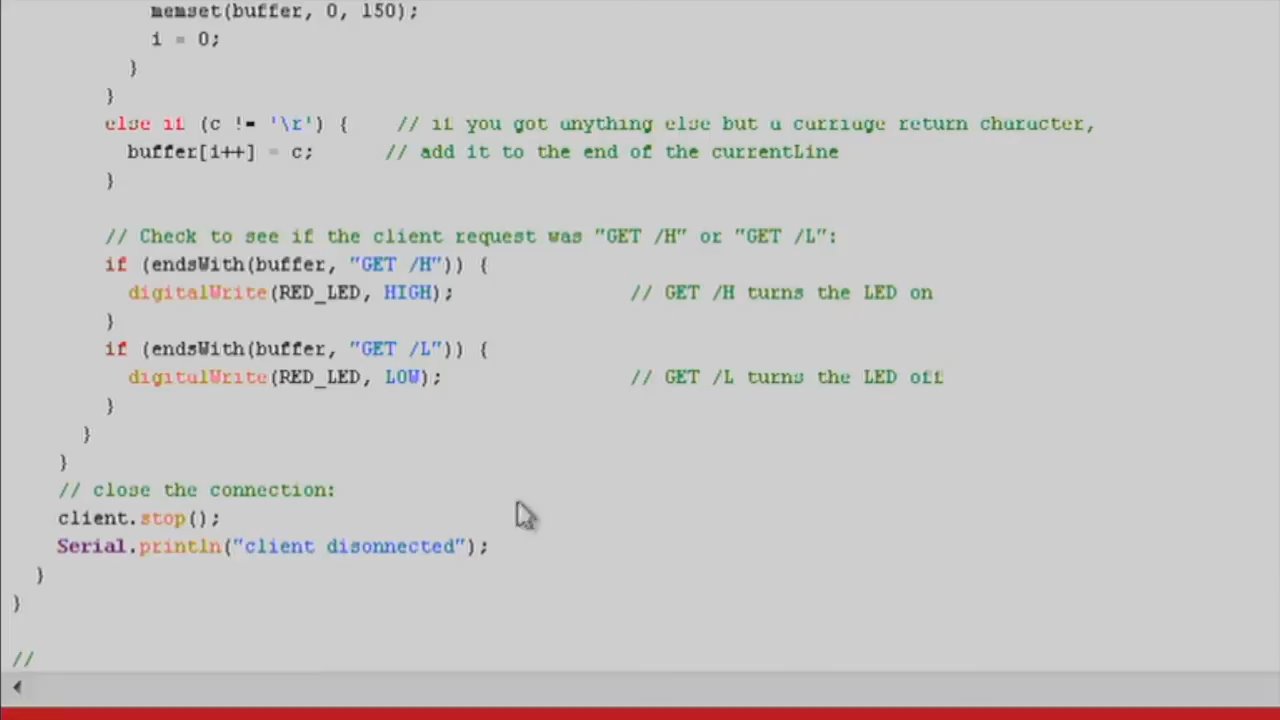 memset(buffer, 0, 150);
i = 0;
}
}
else if (c != '\r') {    // if you got anything else but a carriage return character,
buffer[i++] = c;      // add it to the end of the currentLine
}
// Check to see if the client request was "GET /H" or "GET /L":
if (endsWith(buffer, "GET /H")) {
digitalWrite(RED_LED, HIGH);               // GET /H turns the LED on
}
if (endsWith(buffer, "GET /L")) {
digitalWrite(RED_LED, LOW);                // GET /L turns the LED off
}
}
}
// close the connection:
client.stop();
Serial.println("client disonnected");
}
}
//